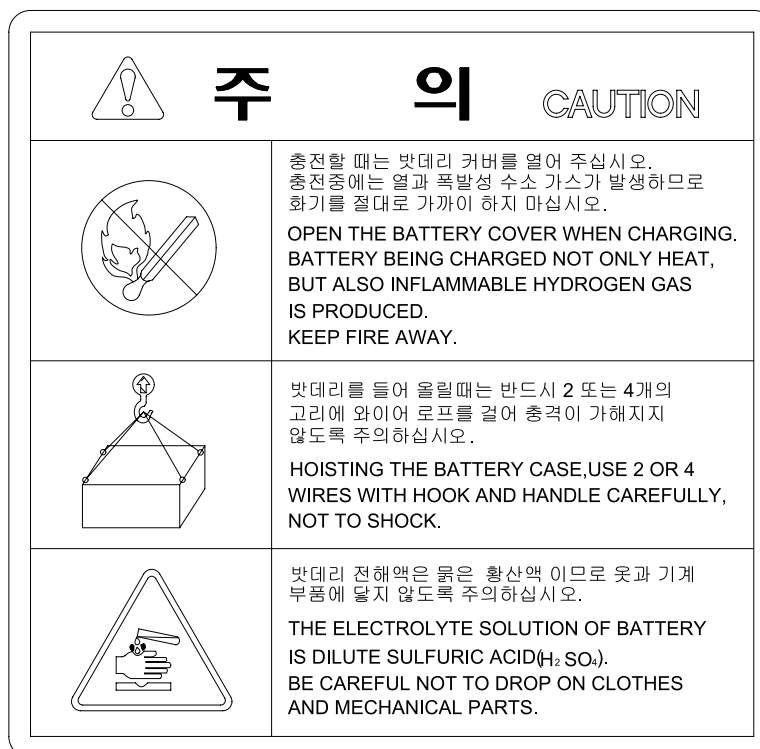 주 의 CAUTION
충전할 때는 밧데리 커버를 열어 주십시오.
충전중에는 열과 폭발성 수소 가스가 발생하므로
화기를 절대로 가까이 하지 마십시오.
OPEN THE BATTERY COVER WHEN CHARGING.
BATTERY BEING CHARGED NOT ONLY HEAT,
BUT ALSO INFLAMMABLE HYDROGEN GAS
IS PRODUCED.
KEEP FIRE AWAY.
밧데리를 들어 올릴때는 반드시 2 또는 4개의
고리에 와이어 로프를 걸어 충격이 가해지지
않도록 주의하십시오.
HOISTING THE BATTERY CASE,USE 2 OR 4
WIRES WITH HOOK AND HANDLE CAREFULLY,
NOT TO SHOCK.
밧데리 전해액은 묽은 황산액 이므로 옷과 기계
부품에 닿지 않도록 주의하십시오.
THE ELECTROLYTE SOLUTION OF BATTERY
IS DILUTE SULFURIC ACID(H₂ SO₄).
BE CAREFUL NOT TO DROP ON CLOTHES
AND MECHANICAL PARTS.